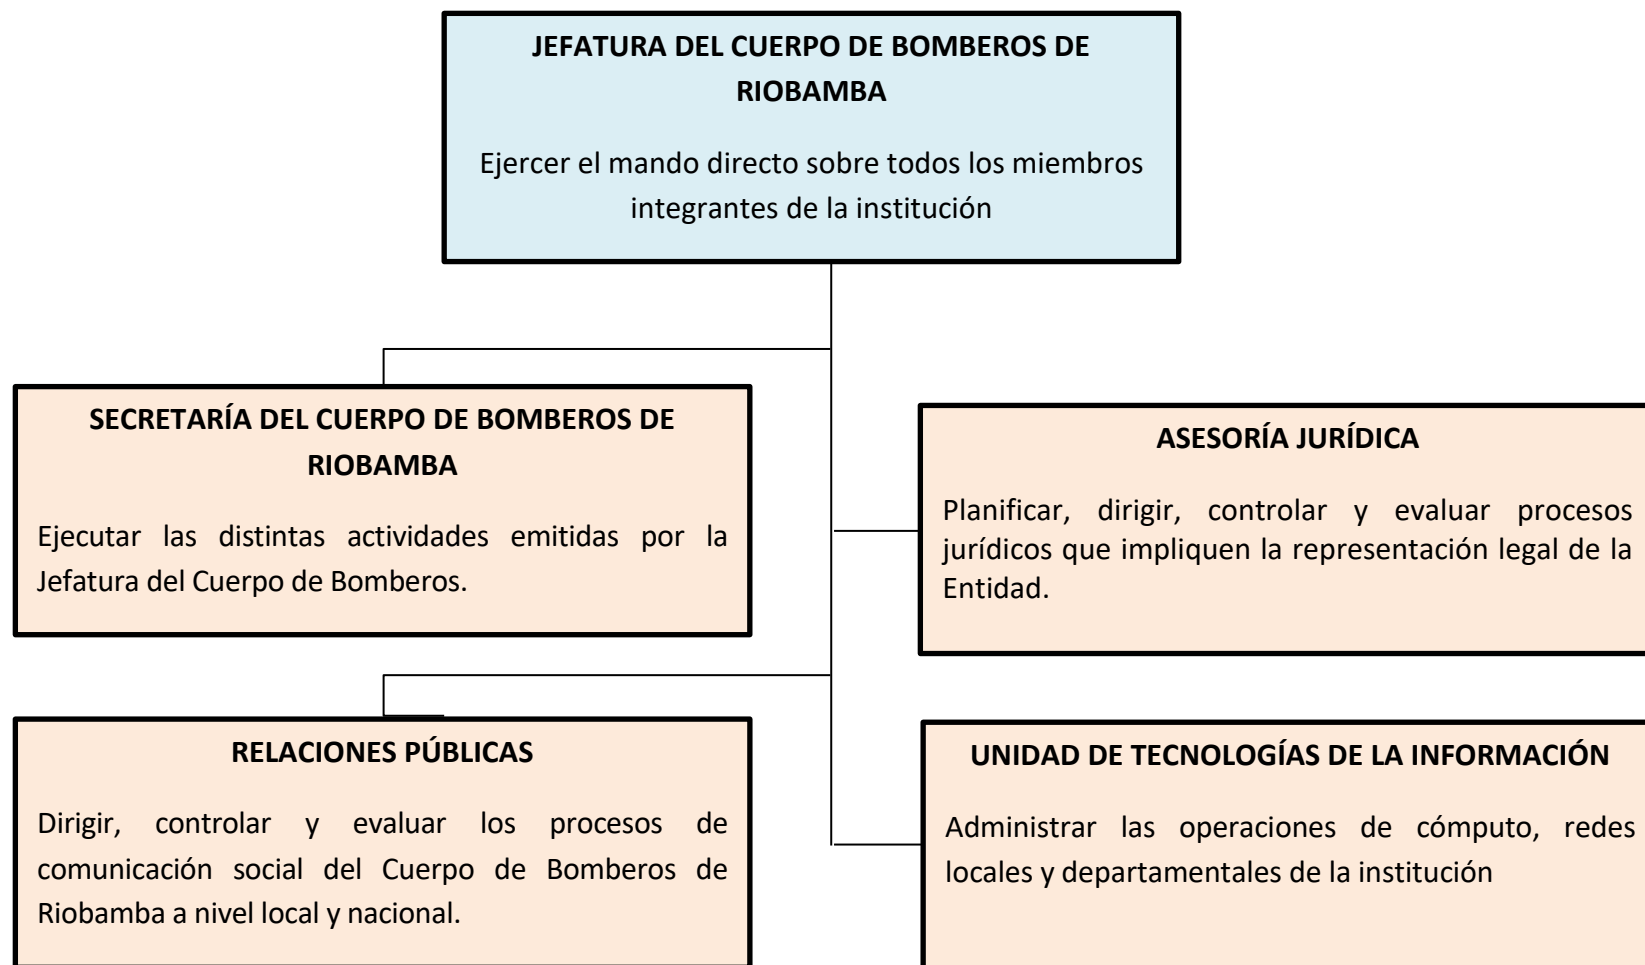 JEFATURA DEL CUERPO DE BOMBEROS DE
RIOBAMBA
Ejercer el mando directo sobre todos los miembros
integrantes de la institución
SECRETARÍA DEL CUERPO DE BOMBEROS DE
RIOBAMBA
Ejecutar las distintas actividades emitidas por la
Jefatura del Cuerpo de Bomberos.
ASESORÍA JURÍDICA
Planificar, dirigir, controlar y evaluar procesos
jurídicos que impliquen la representación legal de la
Entidad.
RELACIONES PÚBLICAS
Dirigir, controlar y evaluar los procesos de
comunicación social del Cuerpo de Bomberos de
Riobamba a nivel local y nacional.
UNIDAD DE TECNOLOGÍAS DE LA INFORMACIÓN
Administrar las operaciones de cómputo, redes
locales y departamentales de la institución